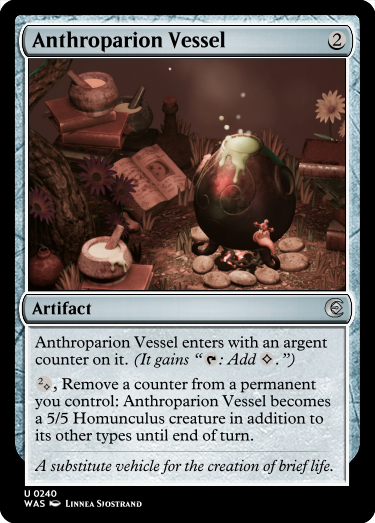 Anthroparion Vessel 2
Artifact
Anthroparion Vessel enters with an argent
counter on it. (It gains “ : Add .”)
2 , Remove a counter from a permanent
you control: Anthroparion Vessel becomes
a 5/5 Homunculus creature in addition to
its other types until end of turn.
A substitute vehicle for the creation of brief life.
U 0240
WAS Linnea Sjostrand